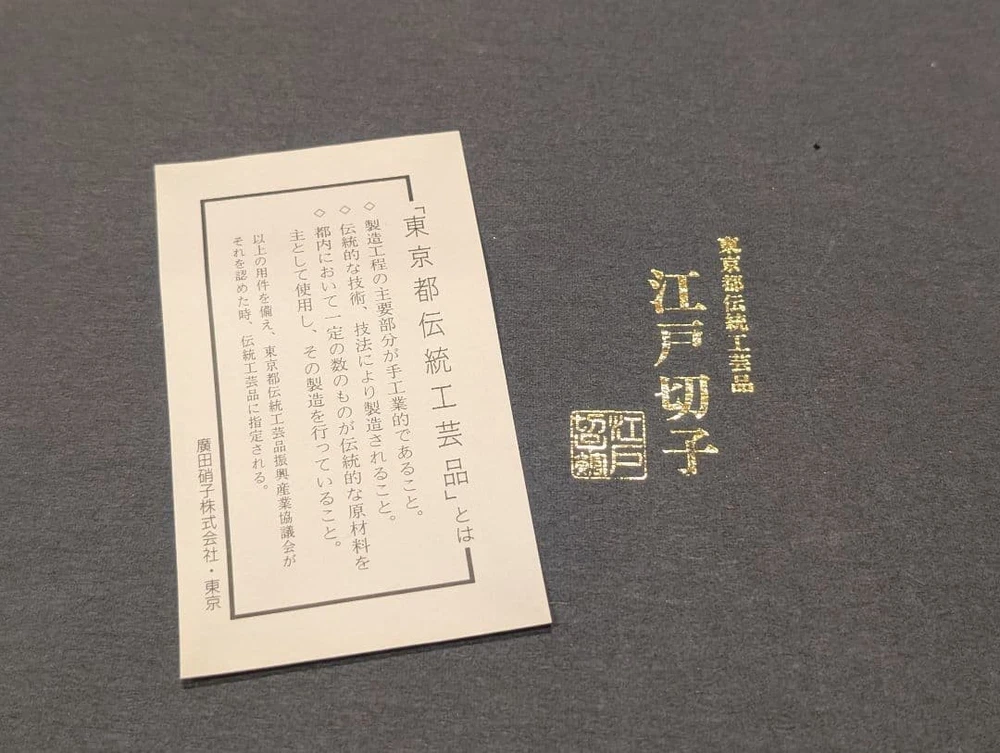 東京都伝統工芸品
江戸切子
江戸
「東京都伝統工芸品」とは
◇ 製造工程の主要部分が手工業的であること。
◇ 伝統的な技術、技法により製造されること。
◇ 都内において一定の数のものが伝統的な原材料を
主として使用し、その製造を行っていること。
以上の用件を備え、東京都伝統工芸品振興産業協議会が
それを認めた時、伝統工芸品に指定される。
廣田硝子株式会社・東京